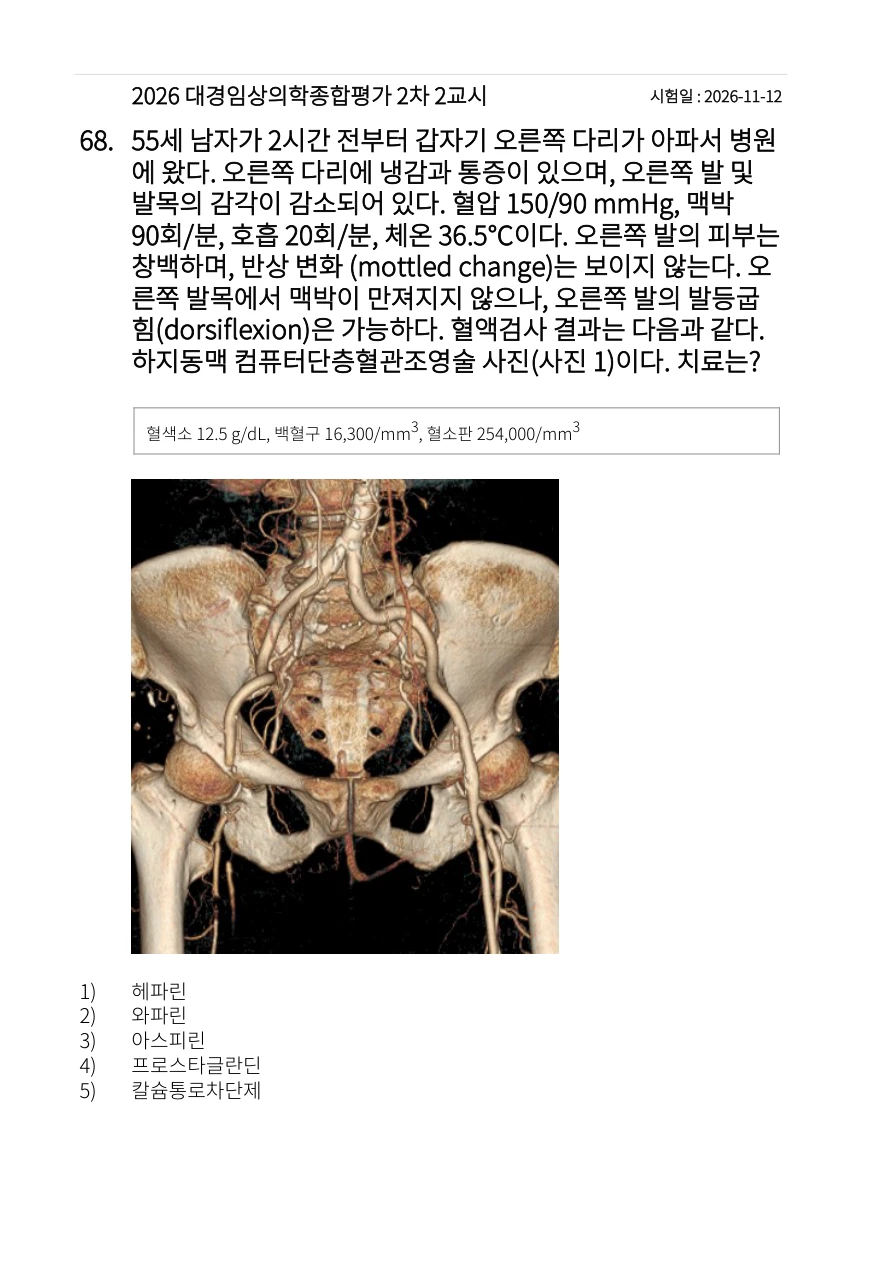 2026 대경임상의학종합평가 2차 2교시
시험일 : 2026-11-12
68. 55세 남자가 2시간 전부터 갑자기 오른쪽 다리가 아파서 병원
에 왔다. 오른쪽 다리에 냉감과 통증이 있으며, 오른쪽 발 및
발목의 감각이 감소되어 있다. 혈압 150/90 mmHg, 맥박
90회/분, 호흡 20회/분, 체온 36.5℃이다. 오른쪽 발의 피부는
창백하며, 반상 변화 (mottled change)는 보이지 않는다. 오
른쪽 발목에서 맥박이 만져지지 않으나, 오른쪽 발의 발등굽
힘(dorsiflexion)은 가능하다. 혈액검사 결과는 다음과 같다.
하지동맥 컴퓨터단층혈관조영술 사진(사진 1)이다. 치료는?
혈색소 12.5 g/dL, 백혈구 16,300/mm³, 혈소판 254,000/mm³
1) 헤파린
2) 와파린
3) 아스피린
4) 프로스타글란딘
5) 칼슘통로차단제